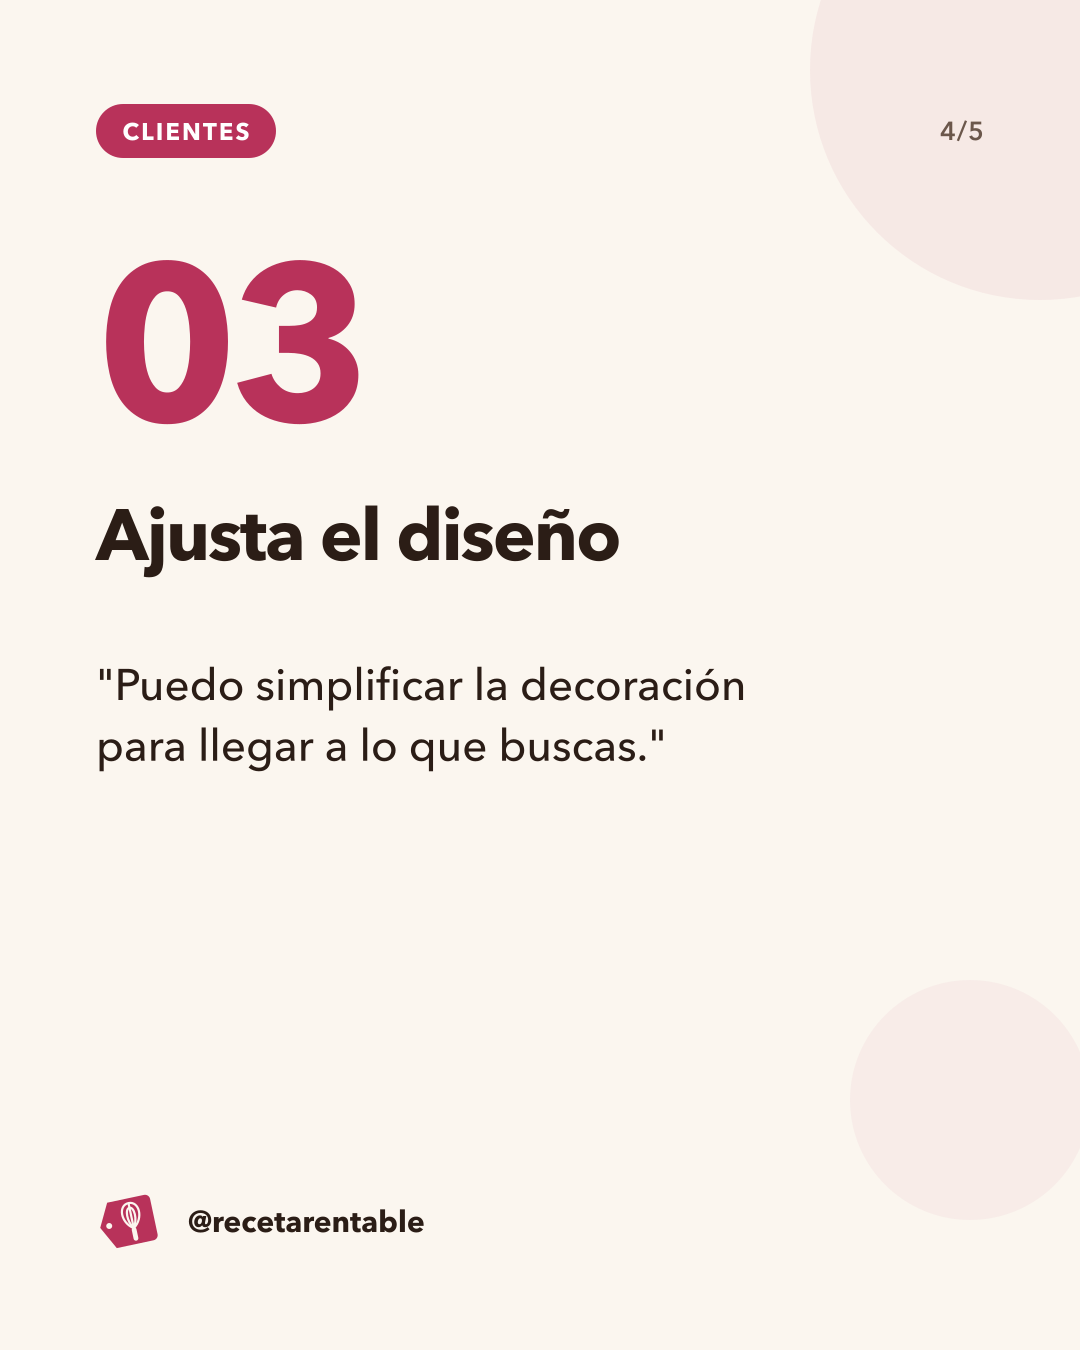 CLIENTES
4/5
03
Ajusta el diseño
"Puedo simplificar la decoración
para llegar a lo que buscas."
@recetarentable